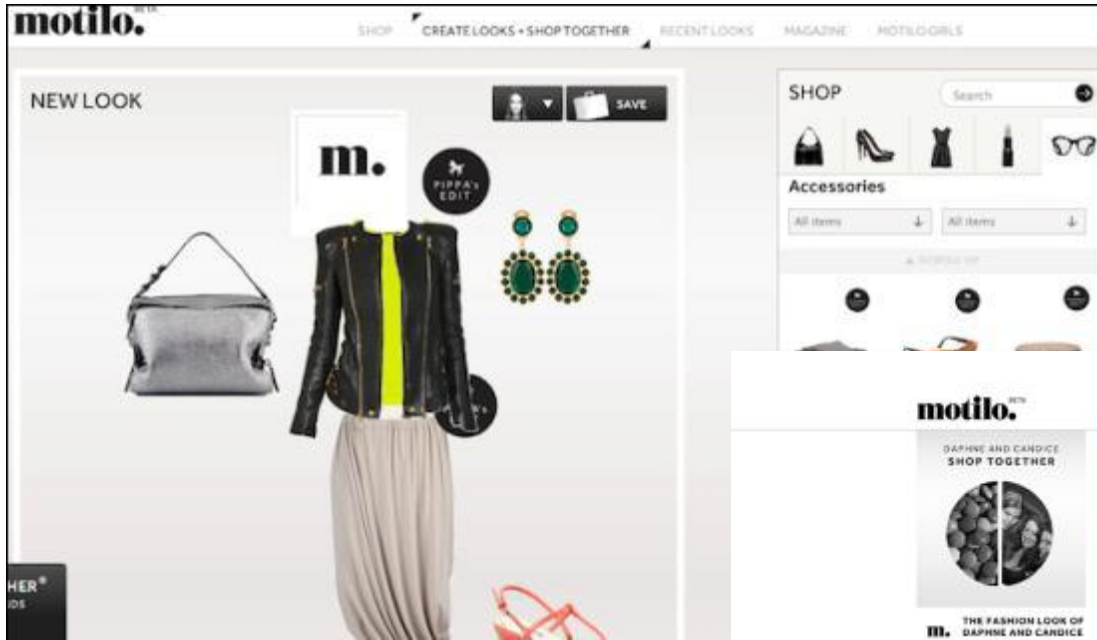 motilo. BETA
SHOP CREATE LOOKS + SHOP TOGETHER RECENT LOOKS MAGAZINE MOTILO GIRLS
NEW LOOK
SAVE
m.
PIPPA's
EDIT
SHOP
Search
Accessories
All items All items
HER®
motilo. BETA
DAPHNE AND CANDICE
SHOP TOGETHER
THE FASHION LOOK OF
m. DAPHNE AND CANDICE